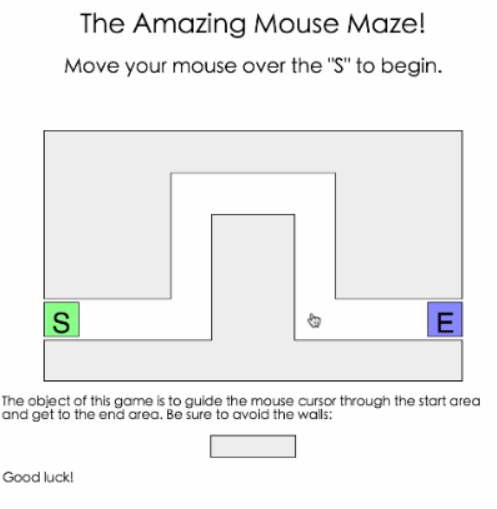 The Amazing Mouse Maze!
Move your mouse over the "S" to begin.
S
E
The object of this game is to guide the mouse cursor through the start area
and get to the end area. Be sure to avoid the walls:
Good luck!